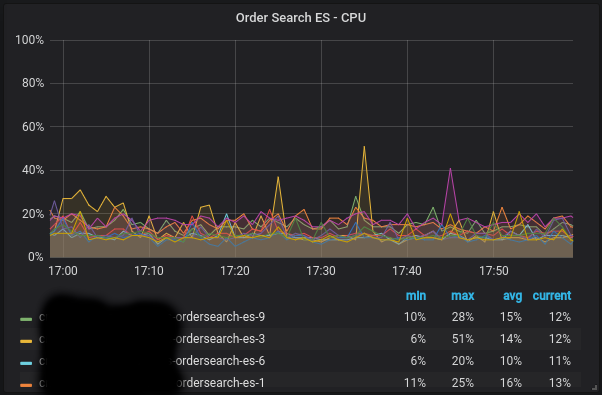 Order Search ES - CPU
100%
80%
60%
40%
20%
0%
17:00 17:10 17:20 17:30 17:40 17:50
min max avg current
ordersearch-es-9 10% 28% 15% 12%
ordersearch-es-3 6% 51% 14% 12%
ordersearch-es-6 6% 20% 10% 11%
ordersearch-es-1 11% 25% 16% 13%